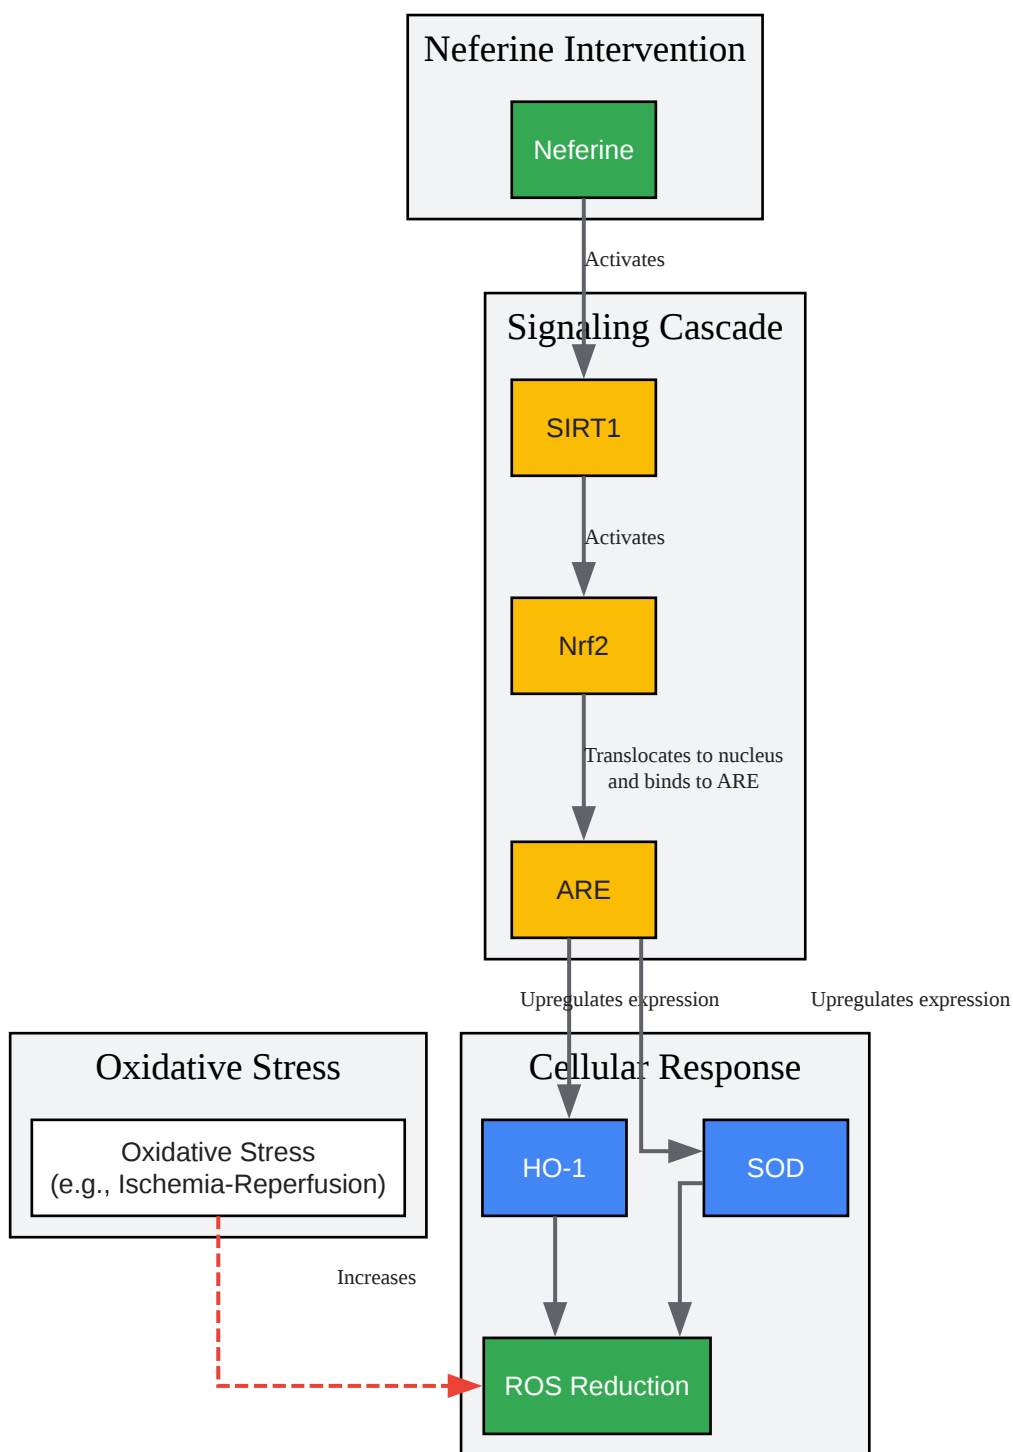 Neferine Intervention
Neferine
Activates
Signaling Cascade
SIRT1
Activates
Nrf2
Translocates to nucleus
and binds to ARE
ARE
Upregulates expression
Upregulates expression
Oxidative Stress
Oxidative Stress
(e.g., Ischemia-Reperfusion)
Cellular Response
HO-1
SOD
Increases
ROS Reduction